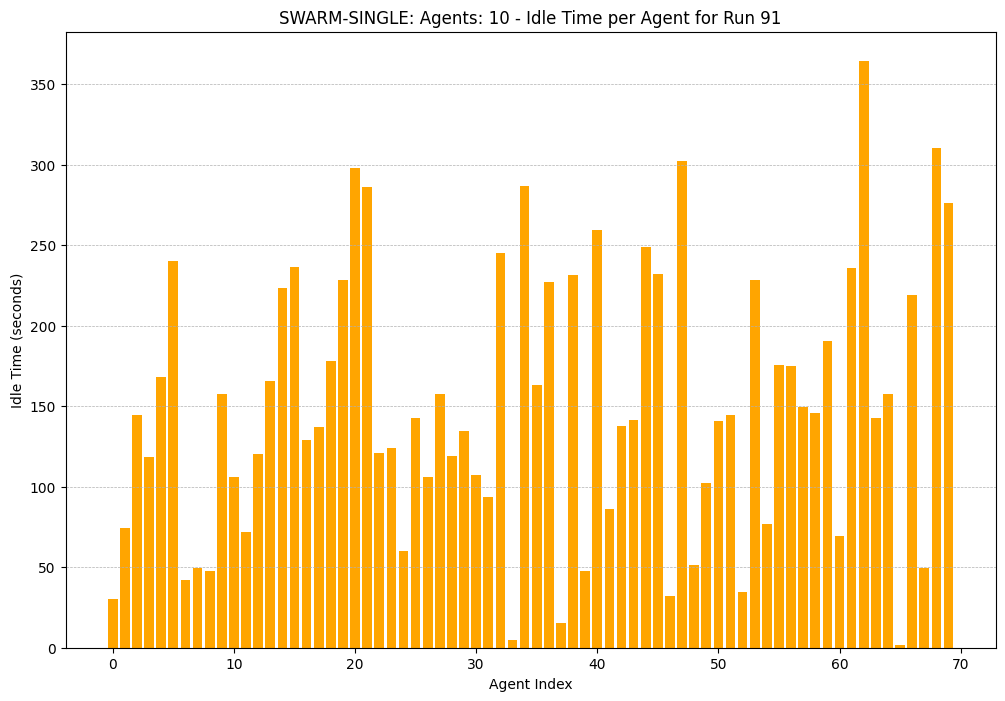 SWARM-SINGLE: Agents: 10 - Idle Time per Agent for Run 91
Idle Time (seconds)
350
300
250
200
150
100
50
0
0 10 20 30 40 50 60 70
Agent Index